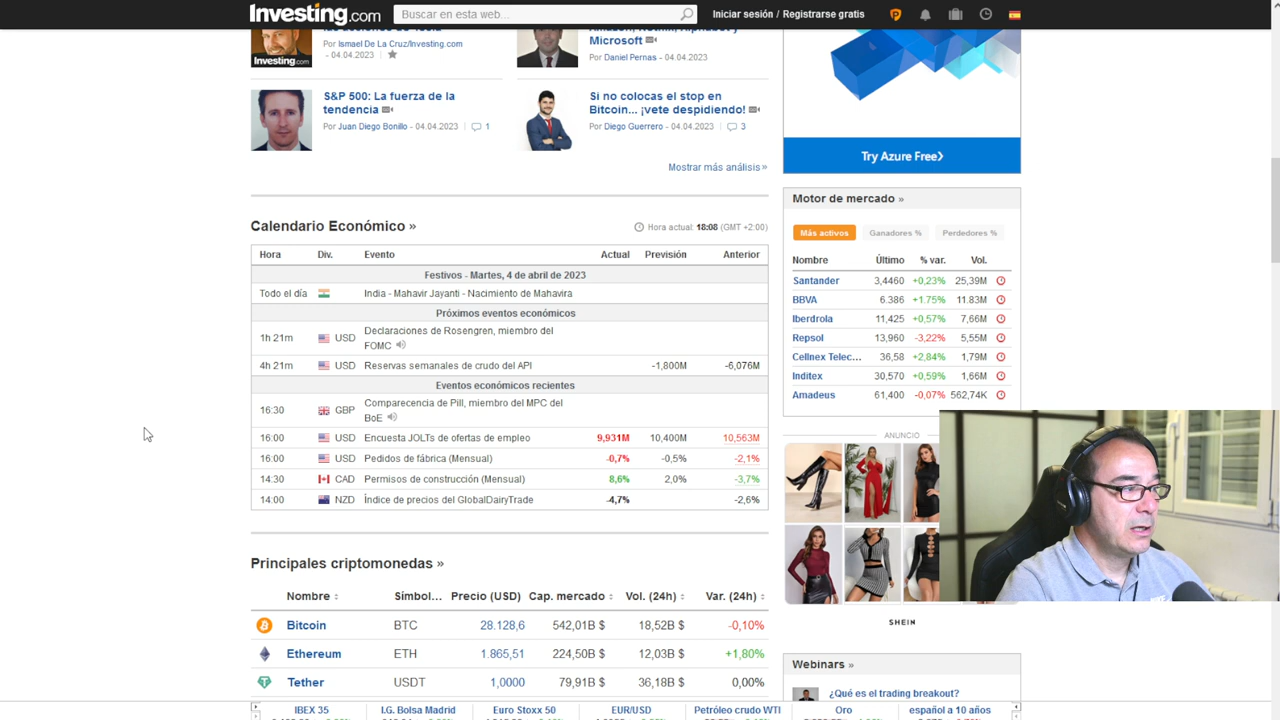 Investing.com
Buscar en esta web...
Iniciar sesión / Registrarse gratis
Por Ismael De La Cruz/Investing.com
- 04.04.2023
Investing.com
Microsoft
Por Daniel Pernas - 04.04.2023
S&P 500: La fuerza de la
tendencia
Por Juan Diego Bonillo - 04.04.2023 1
Si no colocas el stop en
Bitcoin... ¡vete despidiendo!
Por Diego Guerrero - 04.04.2023 3
Mostrar más análisis »
Try Azure Free❯
Calendario Económico »
Hora actual: 18:08 (GMT +2:00)
Hora Div. Evento Actual Previsión Anterior
Festivos - Martes, 4 de abril de 2023
Todo el día India - Mahavir Jayanti - Nacimiento de Mahavira
Próximos eventos económicos
1h 21m USD Declaraciones de Rosengren, miembro del
FOMC
4h 21m USD Reservas semanales de crudo del API -1,800M -6,076M
Eventos económicos recientes
16:30 GBP Comparecencia de Pill, miembro del MPC del
BoE
16:00 USD Encuesta JOLTs de ofertas de empleo 9,931M 10,400M 10,563M
16:00 USD Pedidos de fábrica (Mensual) -0,7% -0,5% -2,1%
14:30 CAD Permisos de construcción (Mensual) 8,6% 2,0% -3,7%
14:00 NZD Índice de precios del GlobalDairyTrade -4,7% -2,6%
Motor de mercado »
Más activos Ganadores % Perdedores %
Nombre Último % var. Vol.
Santander 3,4460 +0,23% 25,39M
BBVA 6.386 +1.75% 11.83M
Iberdrola 11,425 +0,57% 7,66M
Repsol 13,960 -3,22% 5,55M
Cellnex Telec... 36,58 +2,84% 1,79M
Inditex 30,570 +0,59% 1,66M
Amadeus 61,400 -0,07% 562,74K
ANUNCIO
SHEIN
Principales criptomonedas »
Nombre Símbol... Precio (USD) Cap. mercado Vol. (24h) Var. (24h)
Bitcoin BTC 28.128,6 542,01B $ 18,52B $ -0,10%
Ethereum ETH 1.865,51 224,50B $ 12,03B $ +1,80%
Tether USDT 1,0000 79,91B $ 36,18B $ 0,00%
Webinars »
¿Qué es el trading breakout?
IBEX 35 I.G. Bolsa Madrid Euro Stoxx 50 EUR/USD Petróleo crudo WTI Oro español a 10 años